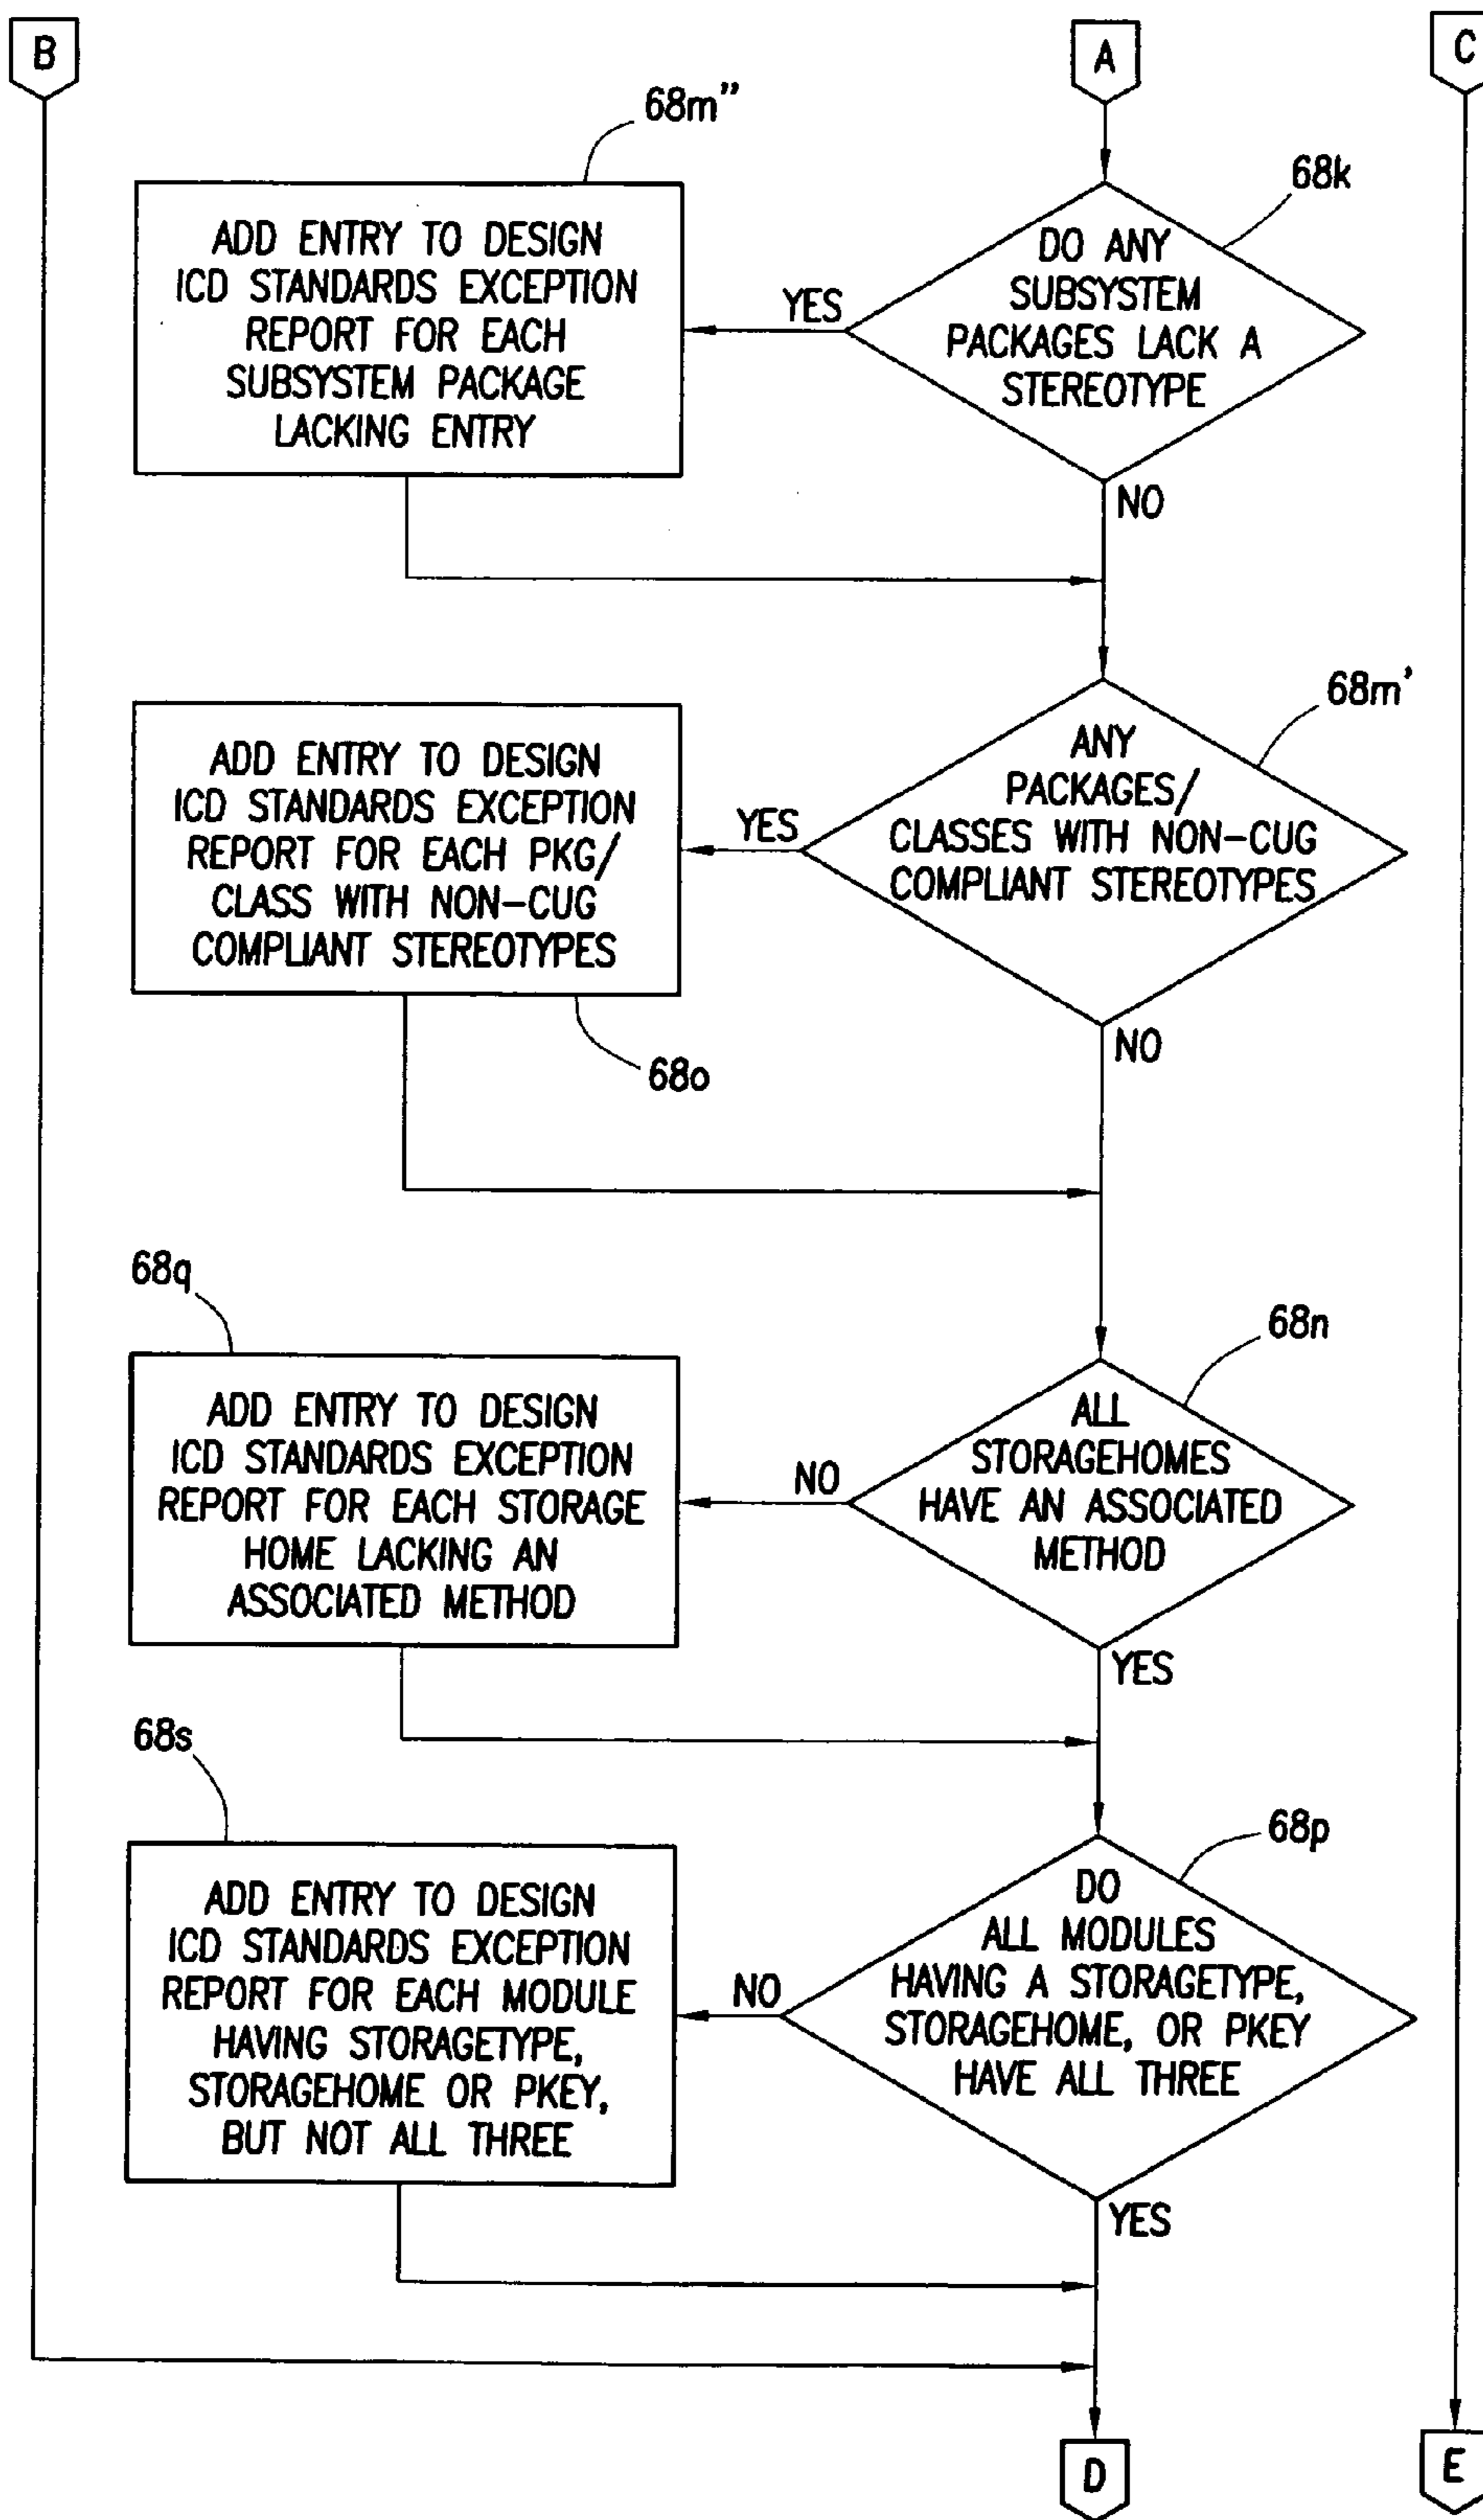 B
A
C
68m"
68k
ADD ENTRY TO DESIGN
ICD STANDARDS EXCEPTION
REPORT FOR EACH
SUBSYSTEM PACKAGE
LACKING ENTRY
YES
DO ANY
SUBSYSTEM
PACKAGES LACK A
STEREOTYPE
NO
68m'
ADD ENTRY TO DESIGN
ICD STANDARDS EXCEPTION
REPORT FOR EACH PKG/
CLASS WITH NON-CUG
COMPLIANT STEREOTYPES
YES
ANY
PACKAGES/
CLASSES WITH NON-CUG
COMPLIANT STEREOTYPES
68o
NO
68q
68n
ADD ENTRY TO DESIGN
ICD STANDARDS EXCEPTION
REPORT FOR EACH STORAGE
HOME LACKING AN
ASSOCIATED METHOD
NO
ALL
STORAGEHOMES
HAVE AN ASSOCIATED
METHOD
YES
68s
68p
ADD ENTRY TO DESIGN
ICD STANDARDS EXCEPTION
REPORT FOR EACH MODULE
HAVING STORAGETYPE,
STORAGEHOME OR PKEY,
BUT NOT ALL THREE
NO
DO
ALL MODULES
HAVING A STORAGETYPE,
STORAGEHOME, OR PKEY
HAVE ALL THREE
YES
D
E